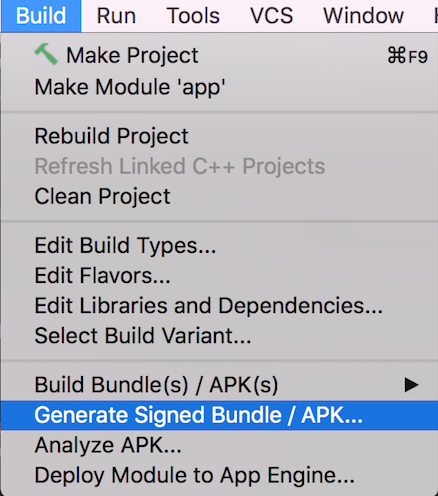 Build Run Tools VCS Window
Make Project ⌘F9
Make Module 'app'
Rebuild Project
Refresh Linked C++ Projects
Clean Project
Edit Build Types...
Edit Flavors...
Edit Libraries and Dependencies...
Select Build Variant...
Build Bundle(s) / APK(s)
Generate Signed Bundle / APK...
Analyze APK...
Deploy Module to App Engine...